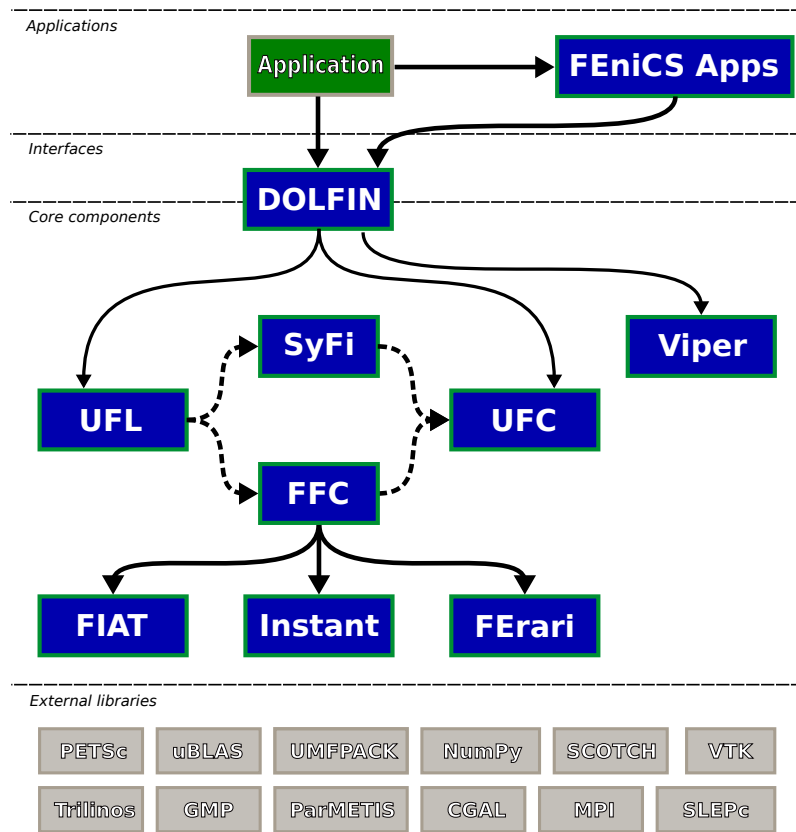 Applications
Application
FEniCS Apps
Interfaces
DOLFIN
Core components
SyFi
Viper
UFL
UFC
FFC
FIAT
Instant
FErari
External libraries
PETSc
uBLAS
UMFPACK
NumPy
SCOTCH
VTK
Trilinos
GMP
ParMETIS
CGAL
MPI
SLEPc